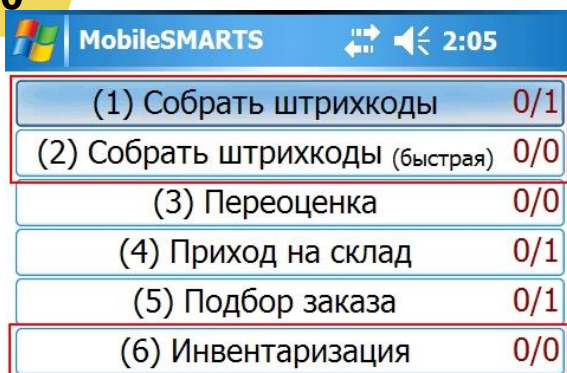 MobileSMARTS 2:05
(1) Собрать штрихкоды 0/1
(2) Собрать штрихкоды (быстрая) 0/0
(3) Переоценка 0/0
(4) Приход на склад 0/1
(5) Подбор заказа 0/1
(6) Инвентаризация 0/0